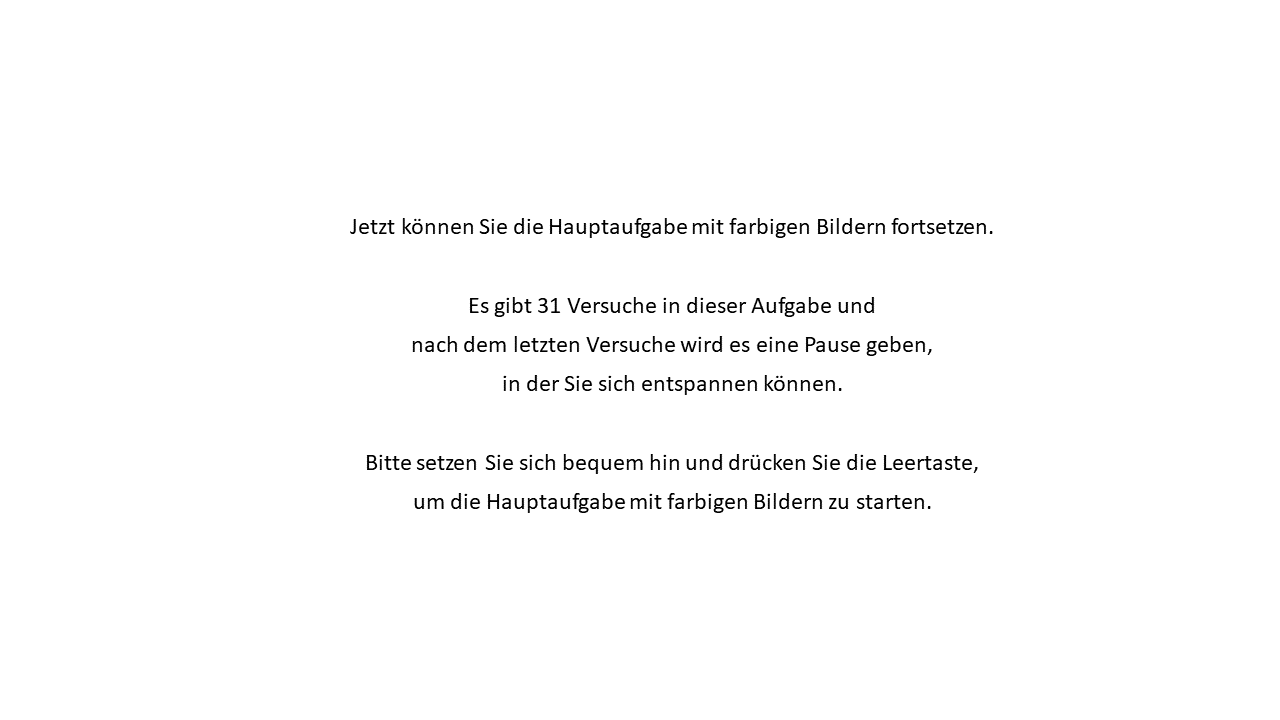 Jetzt können Sie die Hauptaufgabe mit farbigen Bildern fortsetzen.
Es gibt 31 Versuche in dieser Aufgabe und
nach dem letzten Versuche wird es eine Pause geben,
in der Sie sich entspannen können.
Bitte setzen Sie sich bequem hin und drücken Sie die Leertaste,
um die Hauptaufgabe mit farbigen Bildern zu starten.